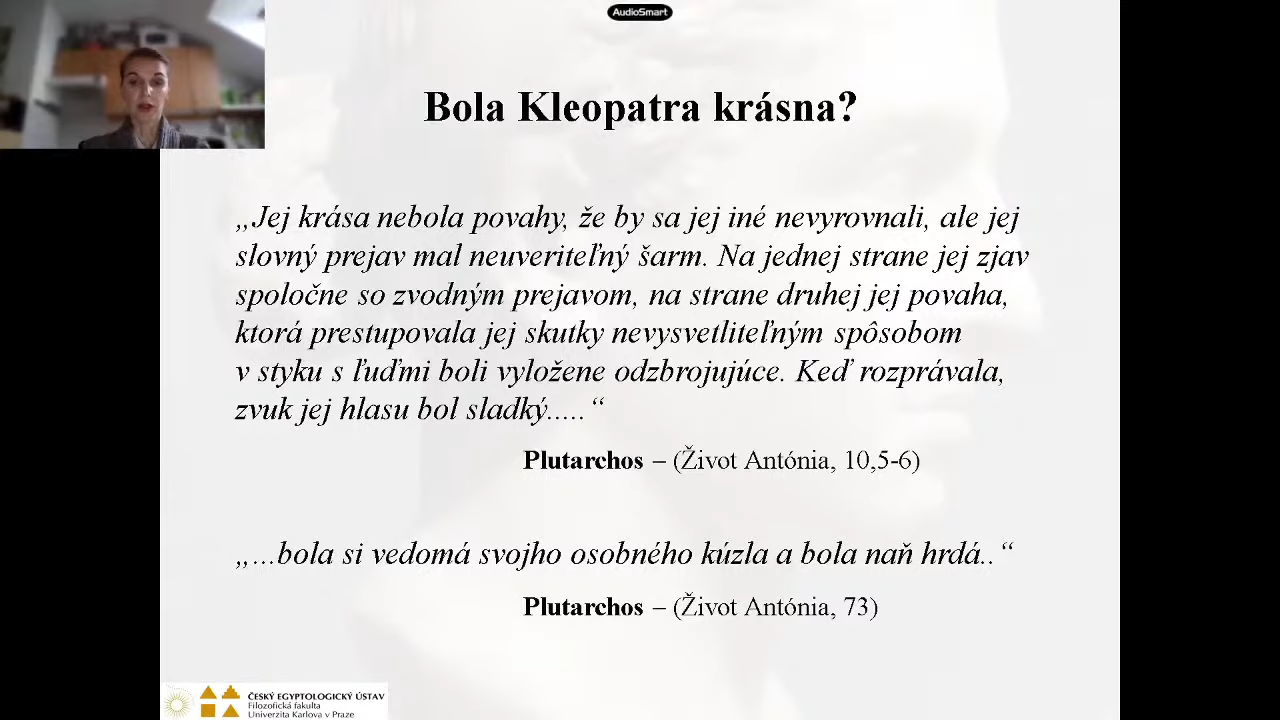 AudioSmart
Bola Kleopatra krásna?
„Jej krása nebola povahy, že by sa jej iné nevyrovnali, ale jej
slovný prejav mal neuveriteľný šarm. Na jednej strane jej zjav
spoločne so zvodným prejavom, na strane druhej jej povaha,
ktorá prestupovala jej skutky nevysvetliteľným spôsobom
v styku s ľuďmi boli vyložene odzbrojujúce. Keď rozprávala,
zvuk jej hlasu bol sladký.....“
Plutarchos – (Život Antónia, 10,5-6)
„...bola si vedomá svojho osobného kúzla a bola naň hrdá..“
Plutarchos – (Život Antónia, 73)
ČESKÝ EGYPTOLOGICKÝ ÚSTAV
Filozofická fakulta
Univerzita Karlova v Praze